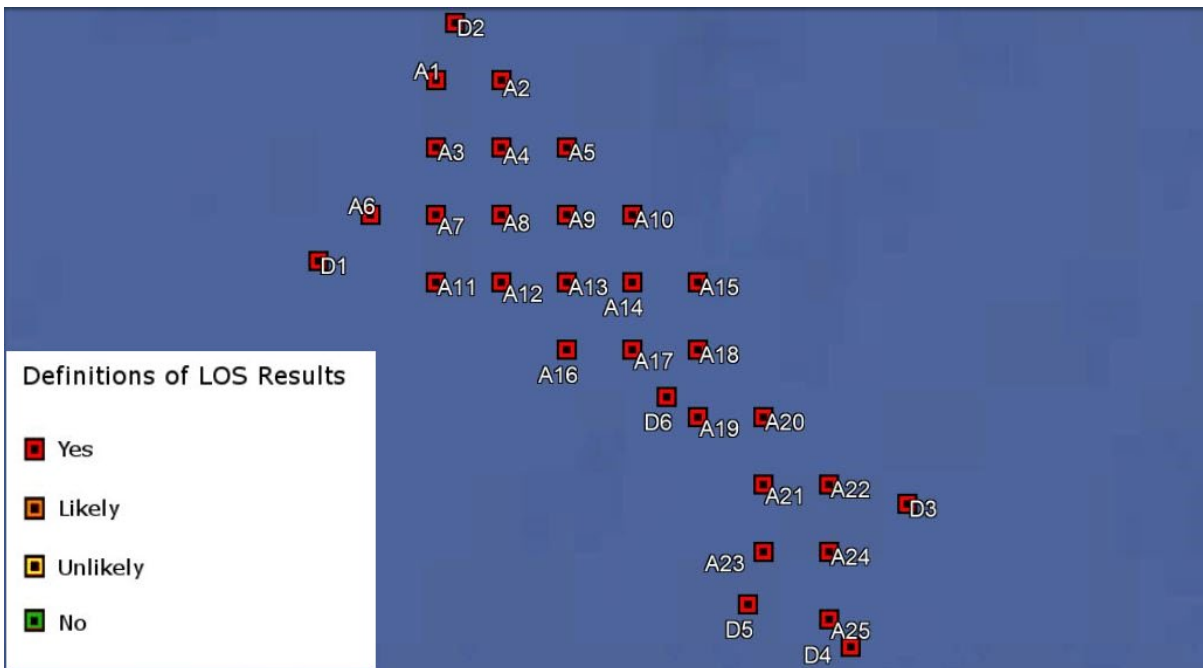 D2
A1
A2
A3
A4
A5
A6
A7
A8
A9
A10
D1
A11
A12
A13
A14
A15
A16
A17
A18
D6
A19
A20
A21
A22
D3
A23
A24
D5
A25
D4
Definitions of LOS Results
Yes
Likely
Unlikely
No